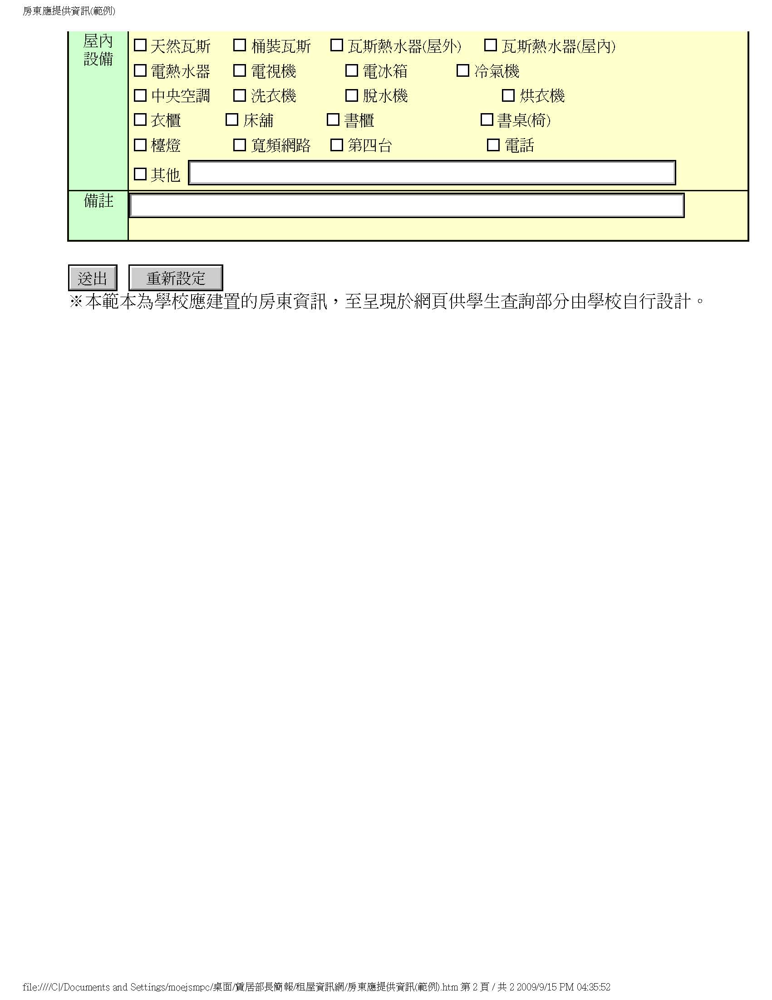 房東應提供資訊(範例)
屋內
設備
□ 天然瓦斯 □ 桶裝瓦斯 □ 瓦斯熱水器(屋外) □ 瓦斯熱水器(屋內)
□ 電熱水器 □ 電視機 □ 電冰箱 □ 冷氣機
□ 中央空調 □ 洗衣機 □ 脫水機 □ 烘衣機
□ 衣櫃 □ 床舖 □ 書櫃 □ 書桌(椅)
□ 檯燈 □ 寬頻網路 □ 第四台 □ 電話
□ 其他
備註
送出 重新設定
※本範本為學校應建置的房東資訊，至呈現於網頁供學生查詢部分由學校自行設計。
file:////C|/Documents and Settings/moejsmpc/桌面/賃居部長簡報/租屋資訊網/房東應提供資訊(範例).htm 第 2 頁 / 共 2 2009/9/15 PM 04:35:52